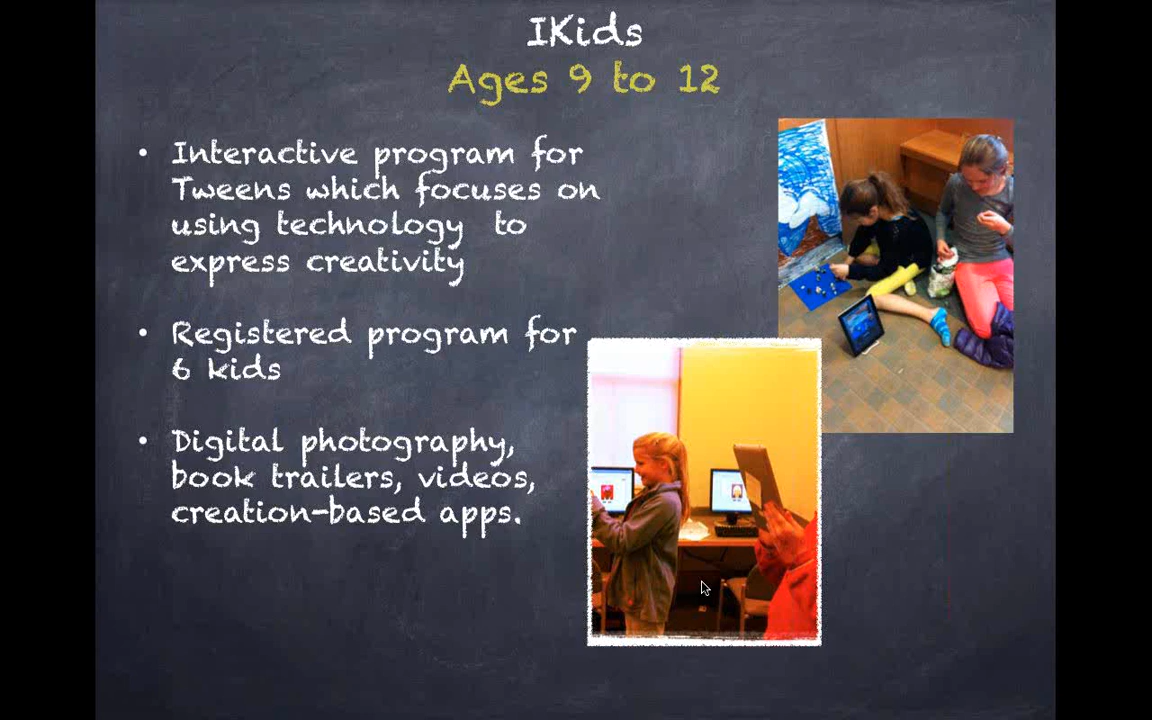 IKids
Ages 9 to 12
• Interactive program for
Tweens which focuses on
using technology to
express creativity
• Registered program for
6 kids
• Digital photography,
book trailers, videos,
creation-based apps.